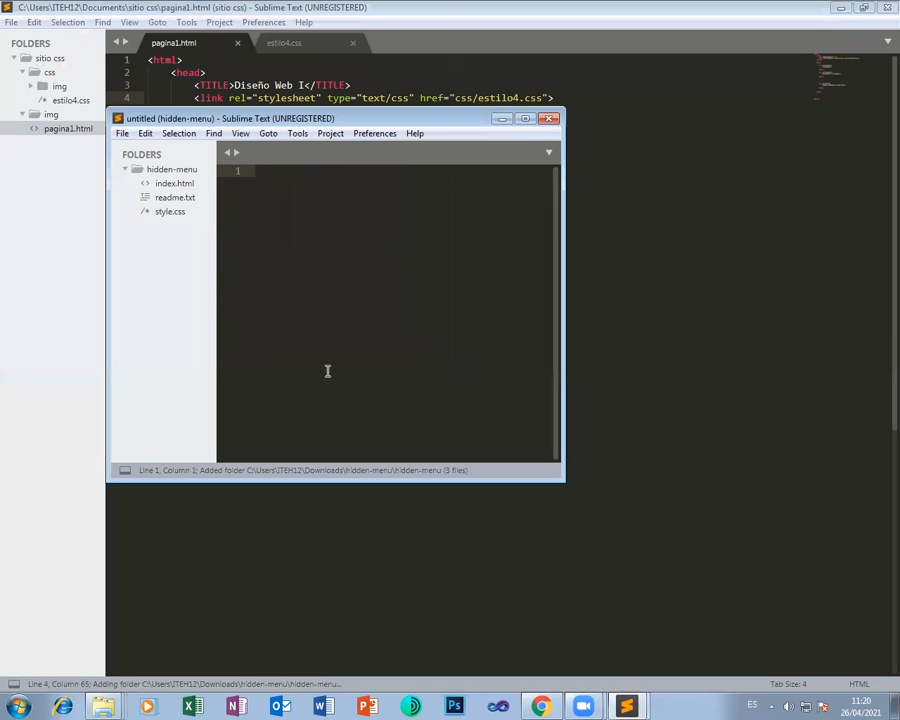 C:\Users\ITEH12\Documents\sitio css\pagina1.html (sitio css) - Sublime Text (UNREGISTERED)
File Edit Selection Find View Goto Tools Project Preferences Help
FOLDERS
sitio css
css
img
estilo4.css
img
pagina1.html
pagina1.html × estilo4.css ×
1 <html>
2 <head>
3 <TITLE>Diseño Web I</TITLE>
4 <link rel="stylesheet" type="text/css" href="css/estilo4.css">
untitled (hidden-menu) - Sublime Text (UNREGISTERED)
File Edit Selection Find View Goto Tools Project Preferences Help
FOLDERS
hidden-menu
index.html
readme.txt
style.css
1
Line 1, Column 1; Added folder C:\Users\ITEH12\Downloads\hidden-menu\hidden-menu (3 files)
Line 4, Column 65; Adding folder C:\Users\ITEH12\Downloads\hidden-menu\hidden-menu...
Tab Size: 4 HTML
ES 11:20
26/04/2021